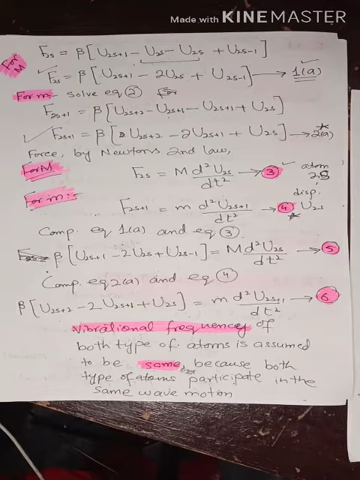 Made with KINEMASTER
For M F2s = β[U2s+1 - U2s - U2s + U2s-1]
F2s = β[U2s+1 - 2U2s + U2s-1] → 1(a)
For m- solve eq ②
F2s+1 = β[U2s+2 - U2s+1 - U2s+1 + U2s]
F2s+1 = β[U2s+2 - 2U2s+1 + U2s] → 2(a)
Force, by Newtons 2nd law,
For M F2s = M d²U2s/dt² → ③ atom 2S
For m:- disp.
F2s+1 = m d²U2s+1/dt² → ④ U2s
Comp. eq 1(a) and eq ③.
β[U2s+1 - 2U2s + U2s-1] = M d²U2s/dt² → ⑤
Comp eq 2(a) and eq ④
β[U2s+2 - 2U2s+1 + U2s] = m d²U2s+1/dt² → ⑥
Vibrational frequency of
both type of atoms is assumed
to be same, because both
type of atoms participate in the
same wave motion